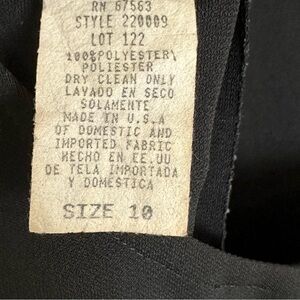 RN 67563
STYLE 220009
LOT 122
100%POLYESTER\
POLIESTER
DRY CLEAN ONLY
LAVADO EN SECO
SOLAMENTE
MADE IN U.S.A
OF DOMESTIC AND
IMPORTED FABRIC
HECHO EN EE.UU
DE TELA IMPORTADA
Y DOMESTICA
SIZE 10